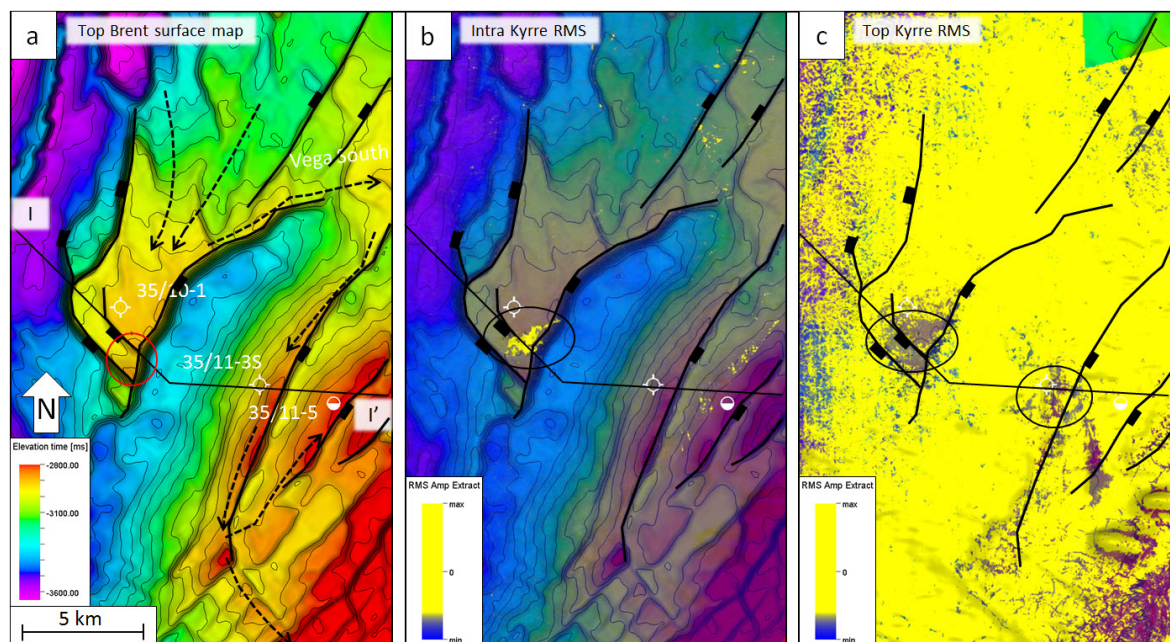 a
Top Brent surface map
Vega South
I
35/10-1
35/11-3S
35/11-5
I'
N
Elevation time [ms]
-2800.00
-3100.00
-3600.00
5 km
b
Intra Kyrre RMS
RMS Amp Extract
max
0
min
c
Top Kyrre RMS
RMS Amp Extract
max
0
min